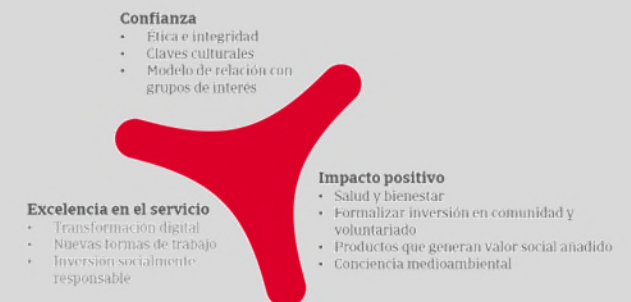 Confianza
• Ética e integridad
• Claves culturales
• Modelo de relación con
grupos de interés
Impacto positivo
• Salud y bienestar
• Formalizar inversión en comunidad y
voluntariado
• Productos que generan valor social añadido
• Conciencia medioambiental
Excelencia en el servicio
• Transformación digital
• Nuevas formas de trabajo
• Inversión socialmente
responsable